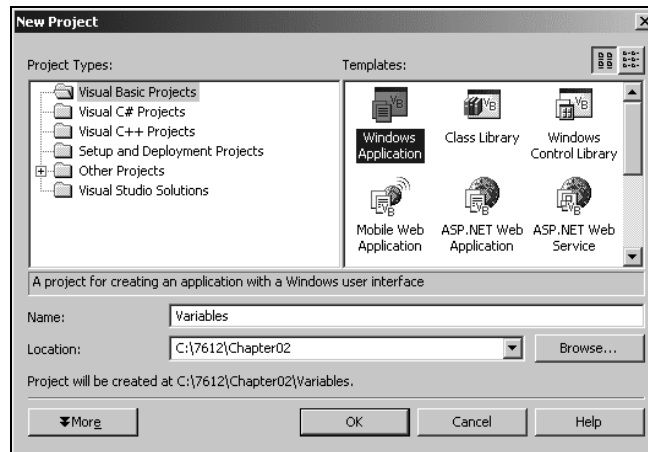 New Project
Project Types:
Templates:
Visual Basic Projects
Visual C# Projects
Visual C++ Projects
Setup and Deployment Projects
Other Projects
Visual Studio Solutions
Windows Application
Class Library
Windows Control Library
Mobile Web Application
ASP.NET Web Application
ASP.NET Web Service
A project for creating an application with a Windows user interface
Name:
Variables
Location:
C:\7612\Chapter02
Browse...
Project will be created at C:\7612\Chapter02\Variables.
More
OK
Cancel
Help